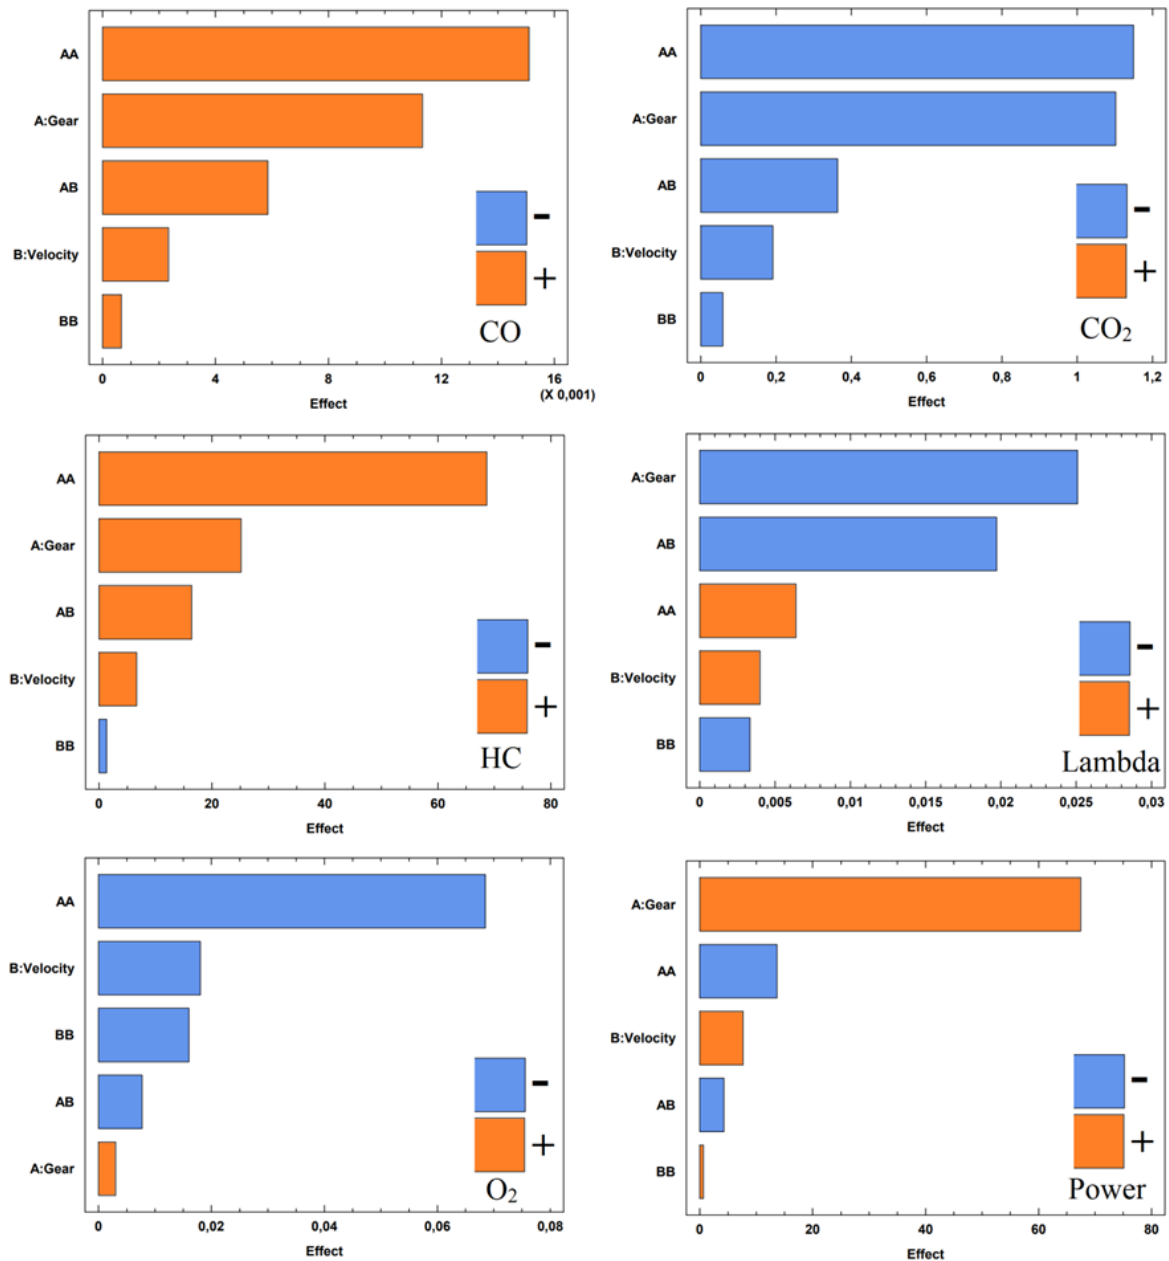 AA
A:Gear
AB
B:Velocity
BB
-
+
CO
0 4 8 12 16
(X 0,001)
Effect
AA
A:Gear
AB
B:Velocity
BB
-
+
CO₂
0 0,2 0,4 0,6 0,8 1 1,2
Effect
AA
A:Gear
AB
B:Velocity
BB
-
+
HC
0 20 40 60 80
Effect
A:Gear
AB
AA
B:Velocity
BB
-
+
Lambda
0 0,005 0,01 0,015 0,02 0,025 0,03
Effect
AA
B:Velocity
BB
AB
A:Gear
-
+
O₂
0 0,02 0,04 0,06 0,08
Effect
A:Gear
AA
B:Velocity
AB
BB
-
+
Power
0 20 40 60 80
Effect